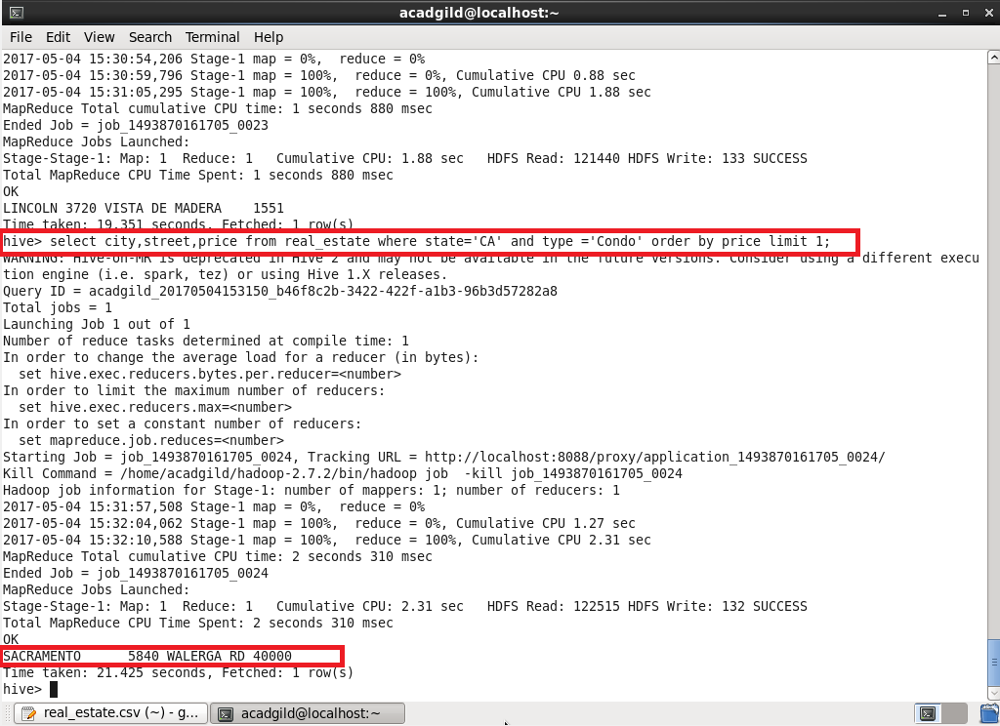 acadgild@localhost:~
File Edit View Search Terminal Help
2017-05-04 15:30:54,206 Stage-1 map = 0%,  reduce = 0%
2017-05-04 15:30:59,796 Stage-1 map = 100%,  reduce = 0%, Cumulative CPU 0.88 sec
2017-05-04 15:31:05,295 Stage-1 map = 100%,  reduce = 100%, Cumulative CPU 1.88 sec
MapReduce Total cumulative CPU time: 1 seconds 880 msec
Ended Job = job_1493870161705_0023
MapReduce Jobs Launched:
Stage-Stage-1: Map: 1  Reduce: 1   Cumulative CPU: 1.88 sec   HDFS Read: 121440 HDFS Write: 133 SUCCESS
Total MapReduce CPU Time Spent: 1 seconds 880 msec
OK
LINCOLN 3720 VISTA DE MADERA    1551
Time taken: 19.351 seconds, Fetched: 1 row(s)
hive> select city,street,price from real_estate where state='CA' and type ='Condo' order by price limit 1;
WARNING: Hive-on-MR is deprecated in Hive 2 and may not be available in the future versions. Consider using a different execu
tion engine (i.e. spark, tez) or using Hive 1.X releases.
Query ID = acadgild_20170504153150_b46f8c2b-3422-422f-a1b3-96b3d57282a8
Total jobs = 1
Launching Job 1 out of 1
Number of reduce tasks determined at compile time: 1
In order to change the average load for a reducer (in bytes):
  set hive.exec.reducers.bytes.per.reducer=<number>
In order to limit the maximum number of reducers:
  set hive.exec.reducers.max=<number>
In order to set a constant number of reducers:
  set mapreduce.job.reduces=<number>
Starting Job = job_1493870161705_0024, Tracking URL = http://localhost:8088/proxy/application_1493870161705_0024/
Kill Command = /home/acadgild/hadoop-2.7.2/bin/hadoop job  -kill job_1493870161705_0024
Hadoop job information for Stage-1: number of mappers: 1; number of reducers: 1
2017-05-04 15:31:57,508 Stage-1 map = 0%,  reduce = 0%
2017-05-04 15:32:04,062 Stage-1 map = 100%,  reduce = 0%, Cumulative CPU 1.27 sec
2017-05-04 15:32:10,588 Stage-1 map = 100%,  reduce = 100%, Cumulative CPU 2.31 sec
MapReduce Total cumulative CPU time: 2 seconds 310 msec
Ended Job = job_1493870161705_0024
MapReduce Jobs Launched:
Stage-Stage-1: Map: 1  Reduce: 1   Cumulative CPU: 2.31 sec   HDFS Read: 122515 HDFS Write: 132 SUCCESS
Total MapReduce CPU Time Spent: 2 seconds 310 msec
OK
SACRAMENTO      5840 WALERGA RD 40000
Time taken: 21.425 seconds, Fetched: 1 row(s)
hive>
real_estate.csv (~) - g... acadgild@localhost:~